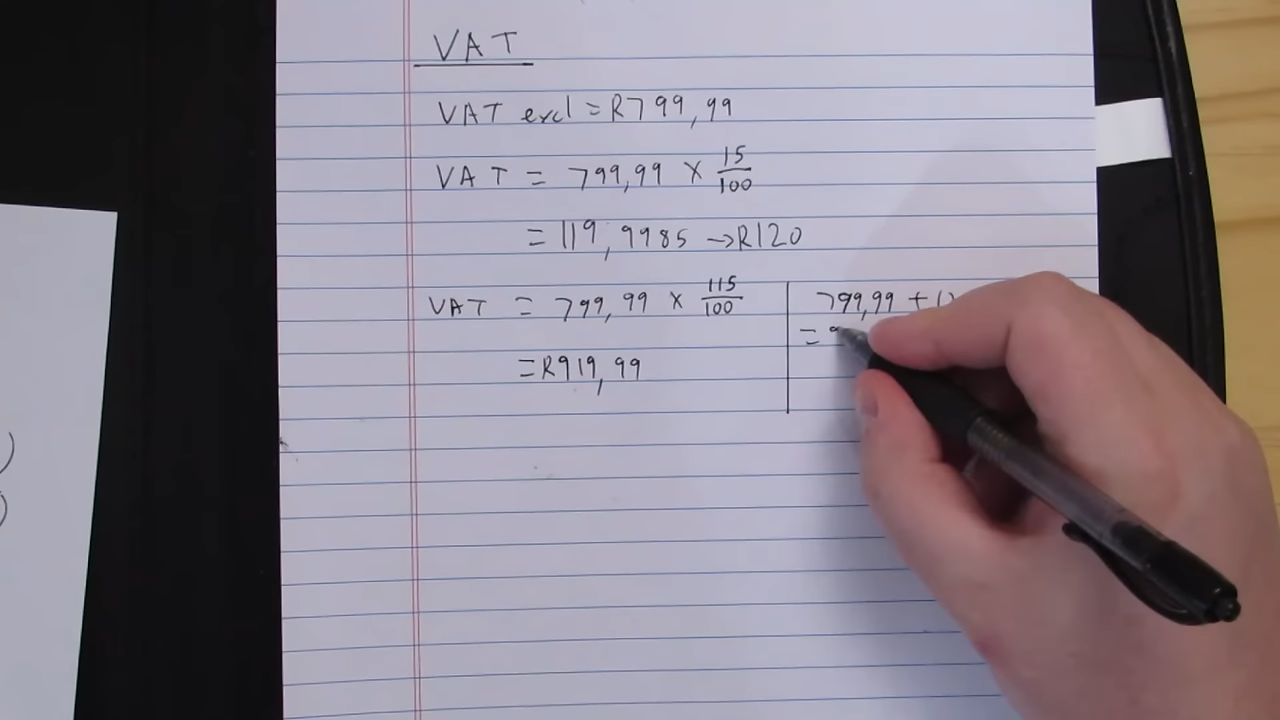 VAT
VAT excl = R799,99
VAT = 799,99 × 15/100
= 119,9985 → R120
VAT = 799,99 × 115/100
= R919,99
799,99 +
=